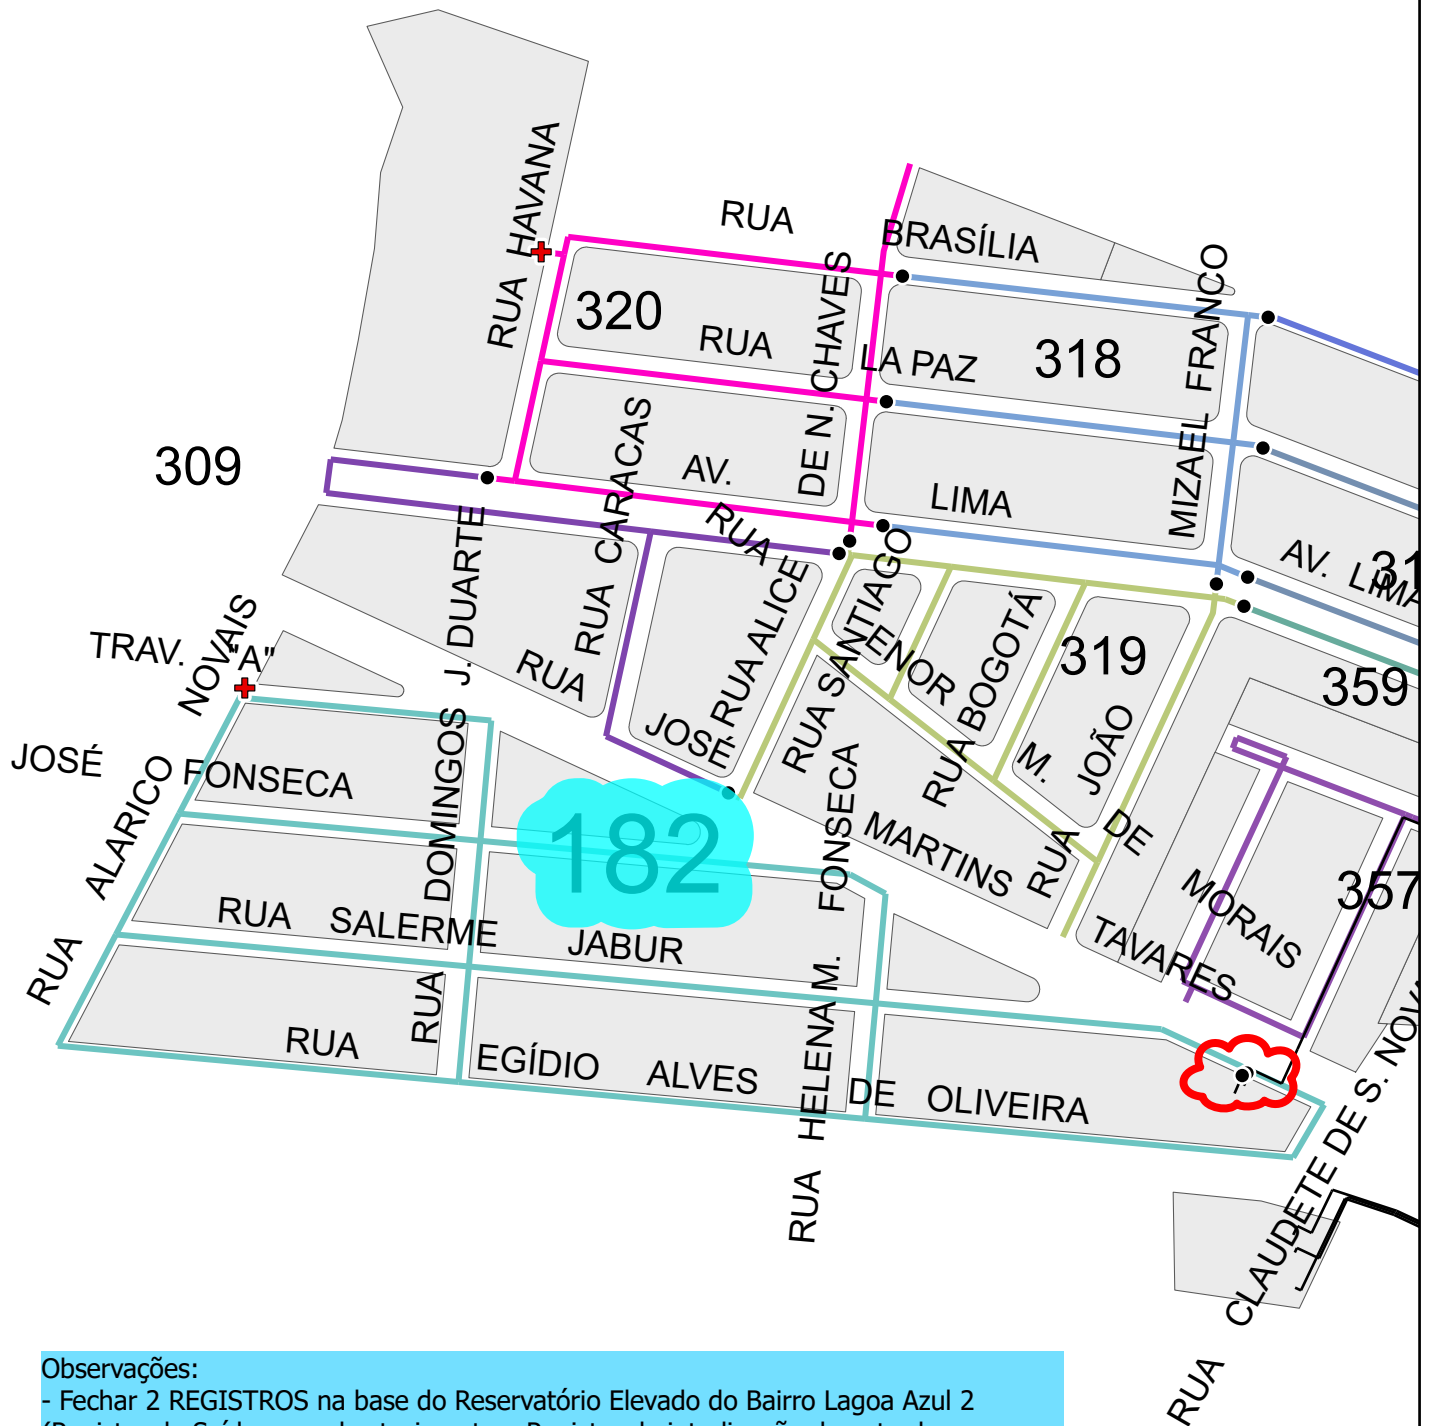 RUA HAVANA
RUA BRASÍLIA
320
RUA LA PAZ
318
DE N. CHAVES
MIZAEL FRANCO
309
AV. LIMA
RUA CARACAS
AV. LIMA
31
RUA
DOMINGOS J. DUARTE
RUA ALICE
RUA SANTIAGO
TENOR
RUA BOGOTÁ
319
359
TRAV. "A"
NOVAIS
RUA
JOSÉ
M.
JOÃO
RUA
DE
JOSÉ FONSECA
182
FONSECA
MARTINS
MORAIS
357
ALARICO
RUA
RUA SALERME JABUR
TAVARES
RUA
RUA HELENA M.
RUA EGÍDIO ALVES DE OLIVEIRA
RUA CLAUDETE DE S. NOV
Observações:
- Fechar 2 REGISTROS na base do Reservatório Elevado do Bairro Lagoa Azul 2